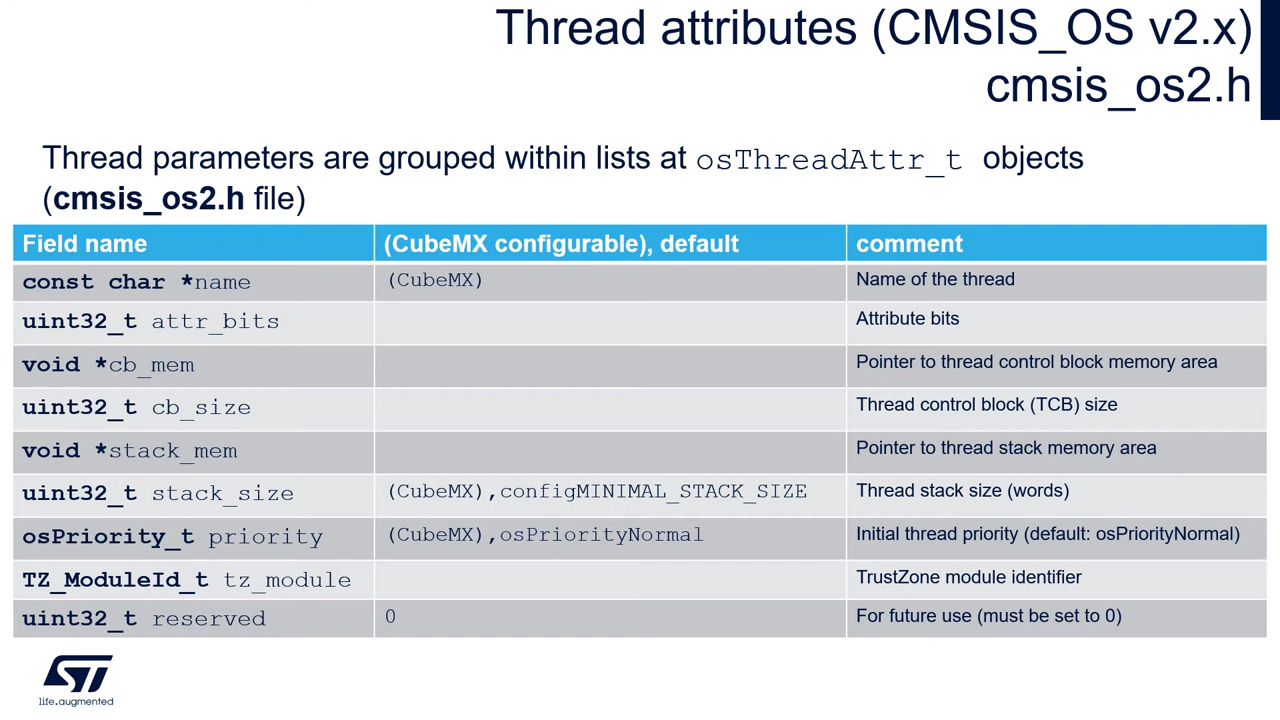 Thread attributes (CMSIS_OS v2.x)
cmsis_os2.h
Thread parameters are grouped within lists at osThreadAttr_t objects
(cmsis_os2.h file)
Field name (CubeMX configurable), default comment
const char *name (CubeMX) Name of the thread
uint32_t attr_bits Attribute bits
void *cb_mem Pointer to thread control block memory area
uint32_t cb_size Thread control block (TCB) size
void *stack_mem Pointer to thread stack memory area
uint32_t stack_size (CubeMX),configMINIMAL_STACK_SIZE Thread stack size (words)
osPriority_t priority (CubeMX),osPriorityNormal Initial thread priority (default: osPriorityNormal)
TZ_ModuleId_t tz_module TrustZone module identifier
uint32_t reserved 0 For future use (must be set to 0)
ST
life.augmented